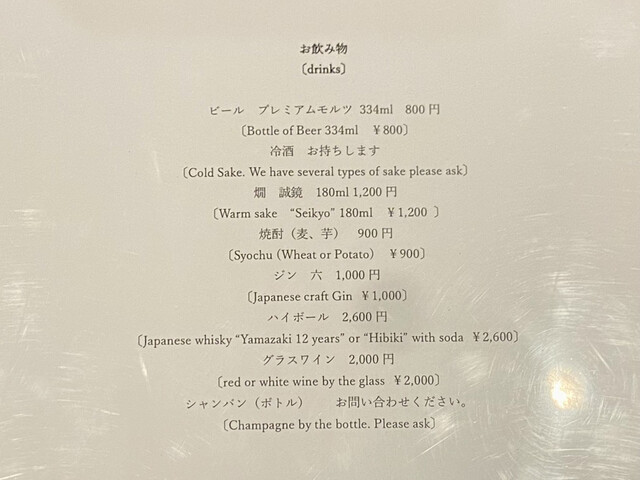 お飲み物
〔drinks〕
ビール　プレミアムモルツ 334ml　800 円
〔Bottle of Beer 334ml　￥800〕
冷酒　お持ちします
〔Cold Sake. We have several types of sake please ask〕
燗　誠鏡　180ml 1,200 円
〔Warm sake　“Seikyo” 180ml　￥1,200 〕
焼酎（麦、芋）　900 円
〔Syochu (Wheat or Potato)　￥900〕
ジン　六　1,000 円
〔Japanese craft Gin　￥1,000〕
ハイボール　2,600 円
〔Japanese whisky “Yamazaki 12 years” or “Hibiki” with soda　￥2,600〕
グラスワイン　2,000 円
〔red or white wine by the glass　￥2,000〕
シャンパン（ボトル）　　お問い合わせください。
〔Champagne by the bottle. Please ask〕